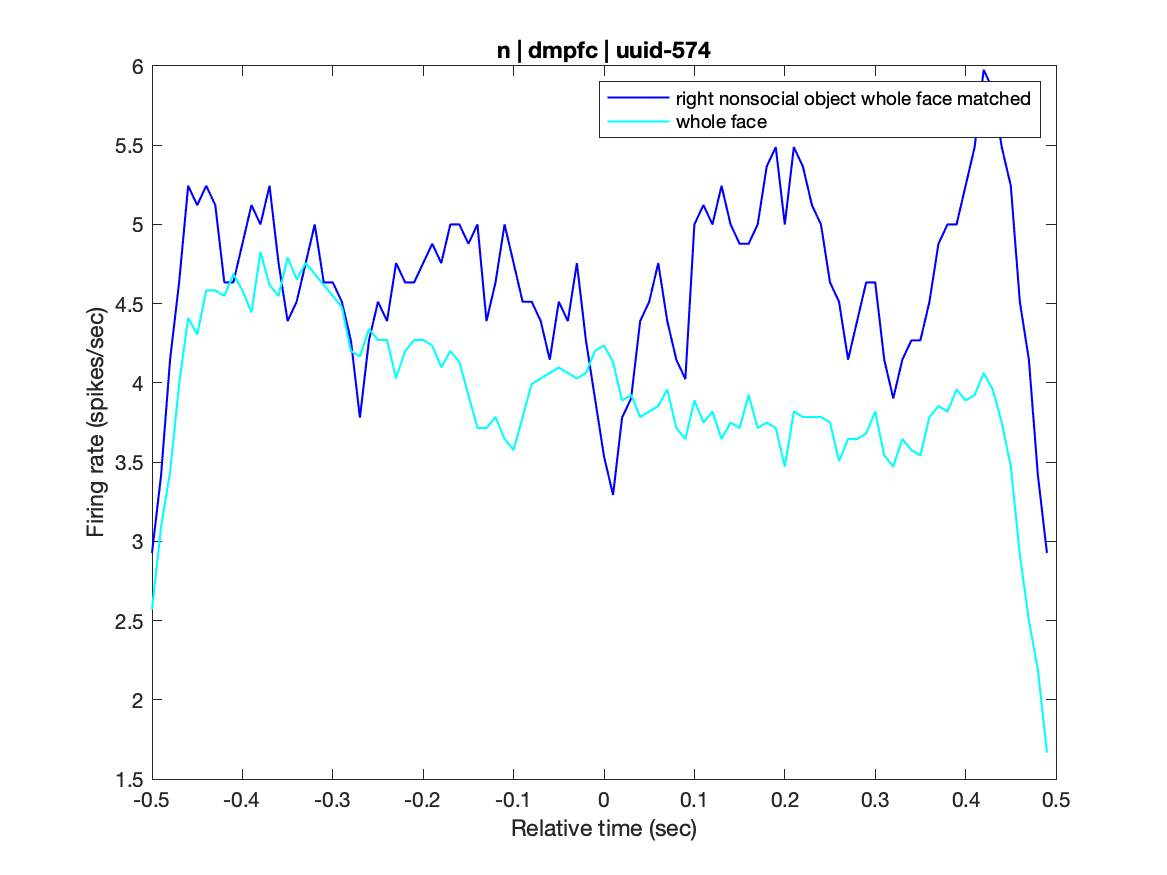 n | dmpfc | uuid-574
right nonsocial object whole face matched
whole face
6
5.5
5
4.5
4
3.5
3
2.5
2
1.5
Firing rate (spikes/sec)
-0.5 -0.4 -0.3 -0.2 -0.1 0 0.1 0.2 0.3 0.4 0.5
Relative time (sec)